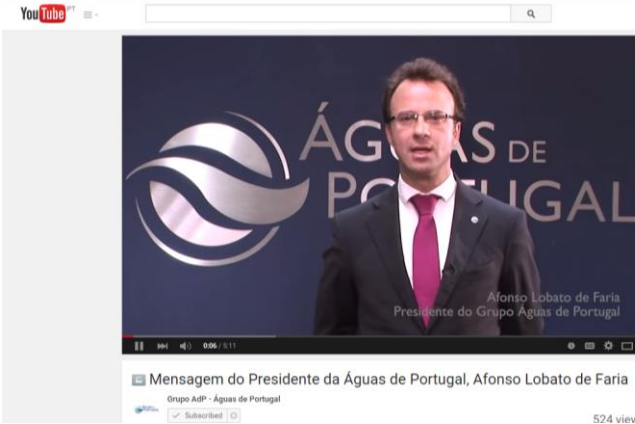 YouTube PT
ÁGUAS DE
PORTUGAL
Afonso Lobato de Faria
Presidente do Grupo Águas de Portugal
0:06 / 5:11
Mensagem do Presidente da Águas de Portugal, Afonso Lobato de Faria
Grupo AdP - Águas de Portugal
Subscribed
524 view